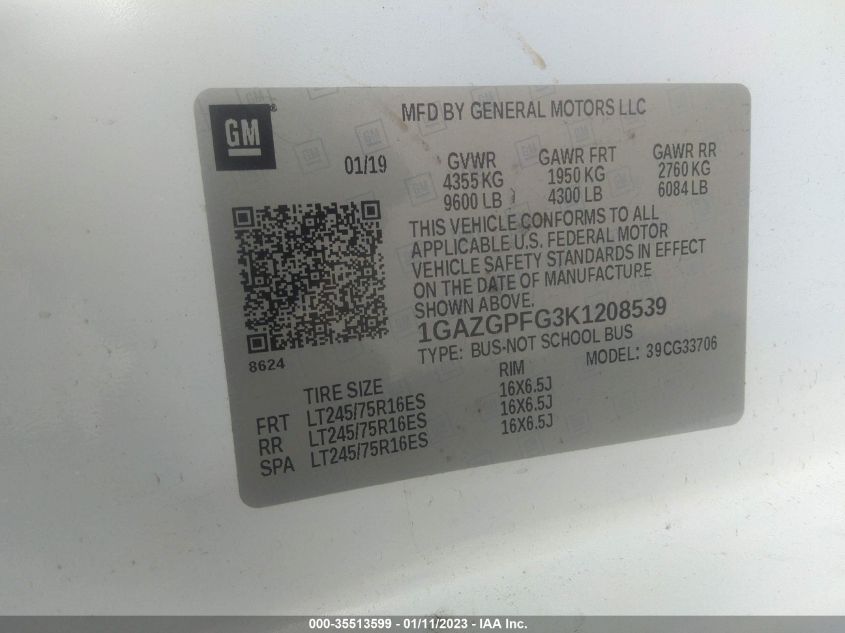 MFD BY GENERAL MOTORS LLC
GM®
01/19
GVWR GAWR FRT GAWR RR
4355 KG 1950 KG 2760 KG
9600 LB 4300 LB 6084 LB
THIS VEHICLE CONFORMS TO ALL
APPLICABLE U.S. FEDERAL MOTOR
VEHICLE SAFETY STANDARDS IN EFFECT
ON THE DATE OF MANUFACTURE
SHOWN ABOVE.
1GAZGPFG3K1208539
TYPE: BUS-NOT SCHOOL BUS
MODEL: 39CG33706
8624
TIRE SIZE RIM
FRT LT245/75R16ES 16X6.5J
RR LT245/75R16ES 16X6.5J
SPA LT245/75R16ES 16X6.5J
000-35513599 - 01/11/2023 - IAA Inc.